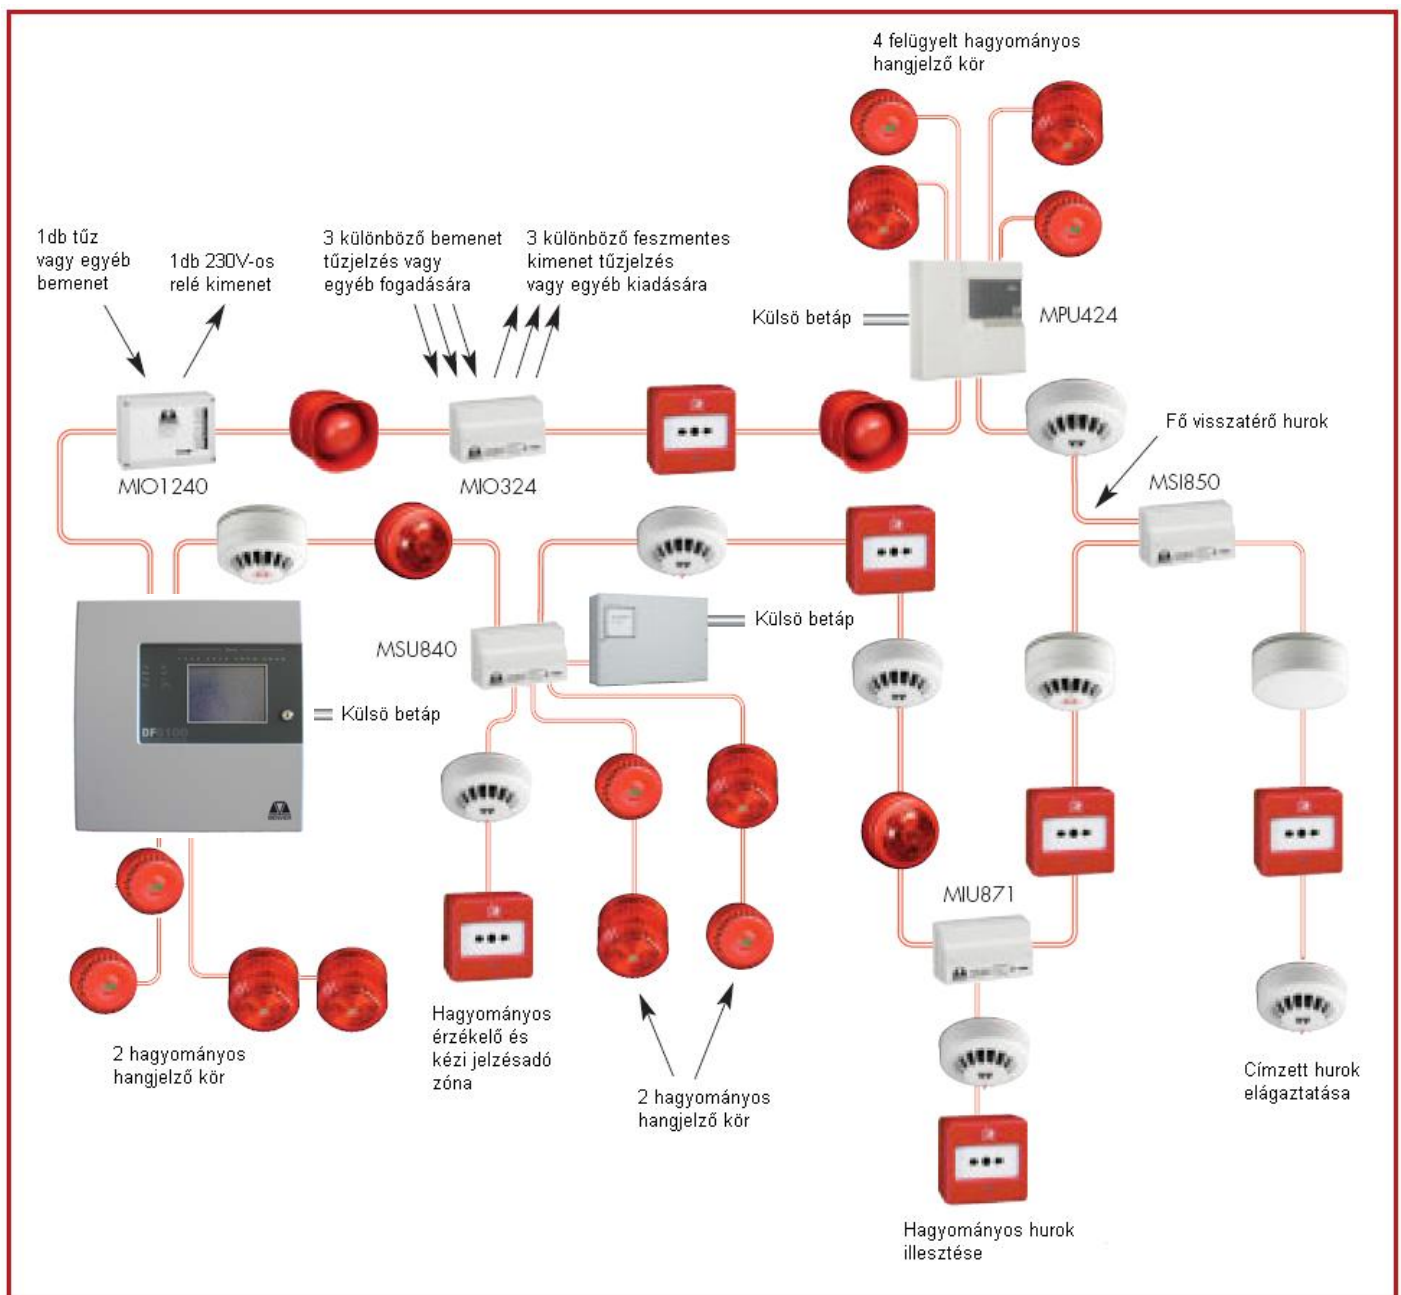 4 felügyelt hagyományos
hangjelző kör
1db tűz
vagy egyéb
bemenet
1db 230V-os
relé kimenet
3 különböző bemenet
tűzjelzés vagy
egyéb fogadására
3 különböző feszmentes
kimenet tűzjelzés
vagy egyéb kiadására
Külsö betáp
MPU424
Fő visszatérő hurok
MIO1240
MIO324
MSI850
MSU840
Külsö betáp
Külsö betáp
MIU871
2 hagyományos
hangjelző kör
Hagyományos
érzékelő és
kézi jelzésadó
zóna
2 hagyományos
hangjelző kör
Címzett hurok
elágaztatása
Hagyományos hurok
illesztése